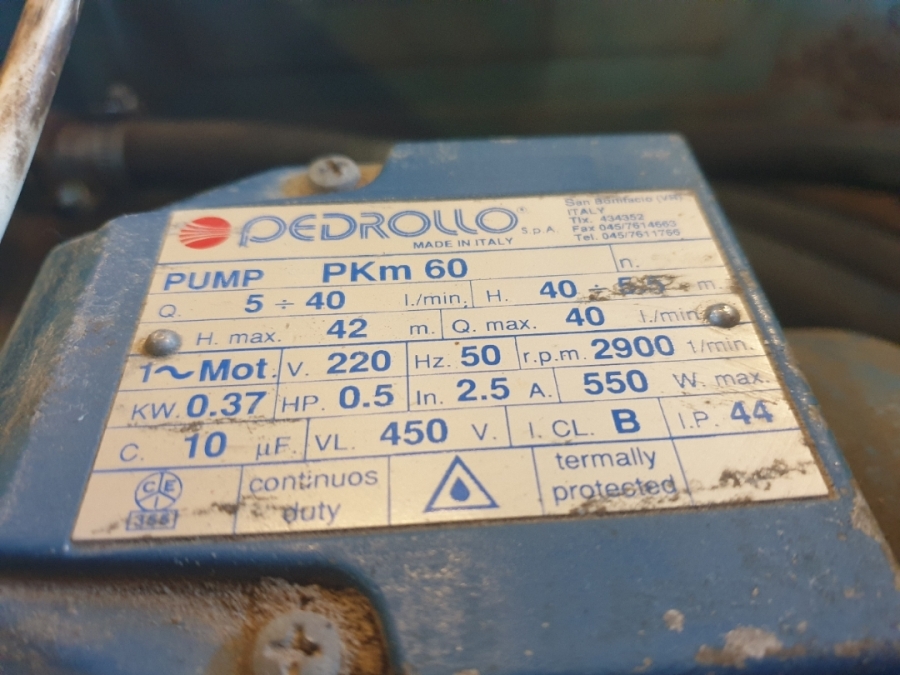 PEDROLLO® S.p.A.
MADE IN ITALY
San Bonifacio (VR)
ITALY
Tlx. 434352
Fax 045/7614663
Tel. 045/7611766
PUMP PKm 60 n.
Q. 5 ÷ 40 l./min. H. 40 ÷ 5.5 m.
H. max. 42 m. Q. max. 40 l./min.
1~Mot. V. 220 Hz. 50 r.p.m. 2900 1/min.
KW. 0.37 HP. 0.5 In. 2.5 A. 550 W. max.
C. 10 µF. VL. 450 V. I. CL. B I.P. 44
CEI
continuos
duty
termally
protected